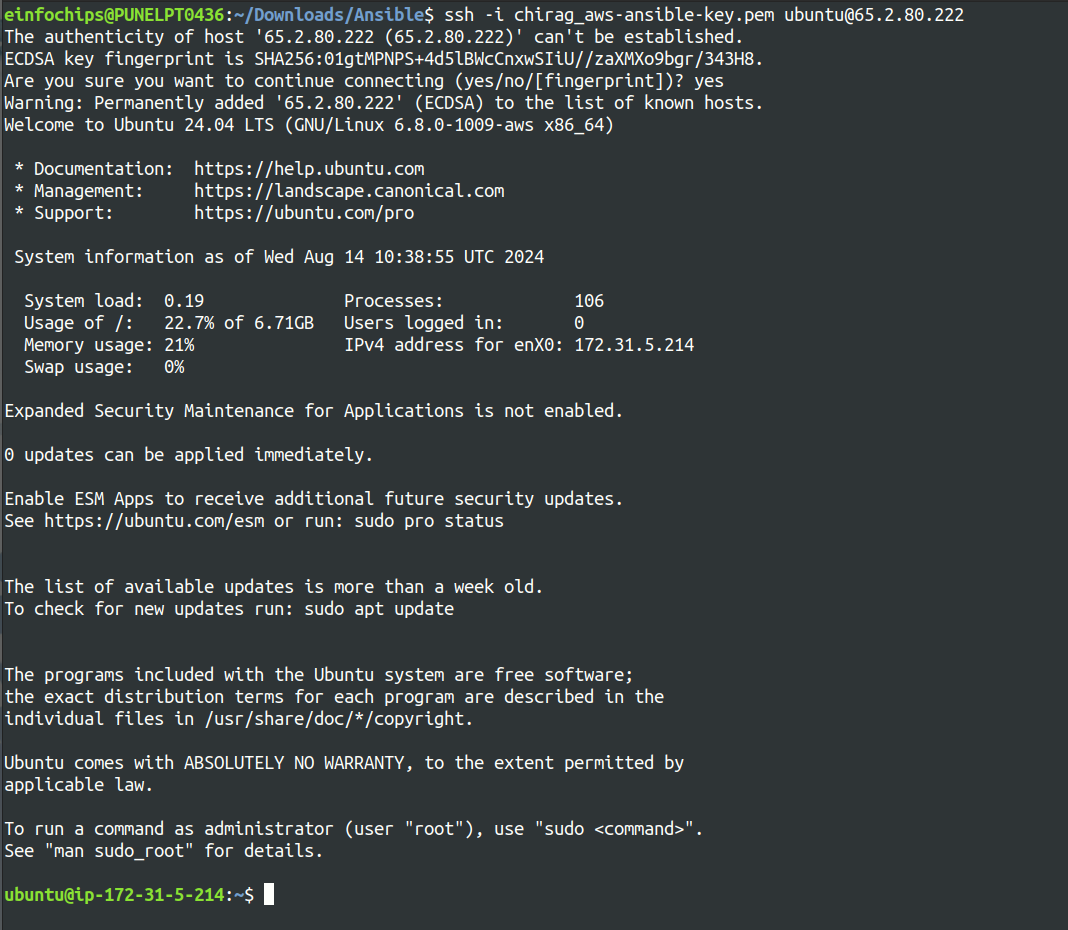 einfochips@PUNELPT0436:~/Downloads/Ansible$ ssh -i chirag_aws-ansible-key.pem ubuntu@65.2.80.222
The authenticity of host '65.2.80.222 (65.2.80.222)' can't be established.
ECDSA key fingerprint is SHA256:01gtMPNPS+4d5lBWcCnxwSIiU//zaXMXo9bgr/343H8.
Are you sure you want to continue connecting (yes/no/[fingerprint])? yes
Warning: Permanently added '65.2.80.222' (ECDSA) to the list of known hosts.
Welcome to Ubuntu 24.04 LTS (GNU/Linux 6.8.0-1009-aws x86_64)

 * Documentation:  https://help.ubuntu.com
 * Management:     https://landscape.canonical.com
 * Support:        https://ubuntu.com/pro

 System information as of Wed Aug 14 10:38:55 UTC 2024

  System load:  0.19              Processes:             106
  Usage of /:   22.7% of 6.71GB   Users logged in:       0
  Memory usage: 21%               IPv4 address for enX0: 172.31.5.214
  Swap usage:   0%

Expanded Security Maintenance for Applications is not enabled.

0 updates can be applied immediately.

Enable ESM Apps to receive additional future security updates.
See https://ubuntu.com/esm or run: sudo pro status


The list of available updates is more than a week old.
To check for new updates run: sudo apt update


The programs included with the Ubuntu system are free software;
the exact distribution terms for each program are described in the
individual files in /usr/share/doc/*/copyright.

Ubuntu comes with ABSOLUTELY NO WARRANTY, to the extent permitted by
applicable law.

To run a command as administrator (user "root"), use "sudo <command>".
See "man sudo_root" for details.

ubuntu@ip-172-31-5-214:~$